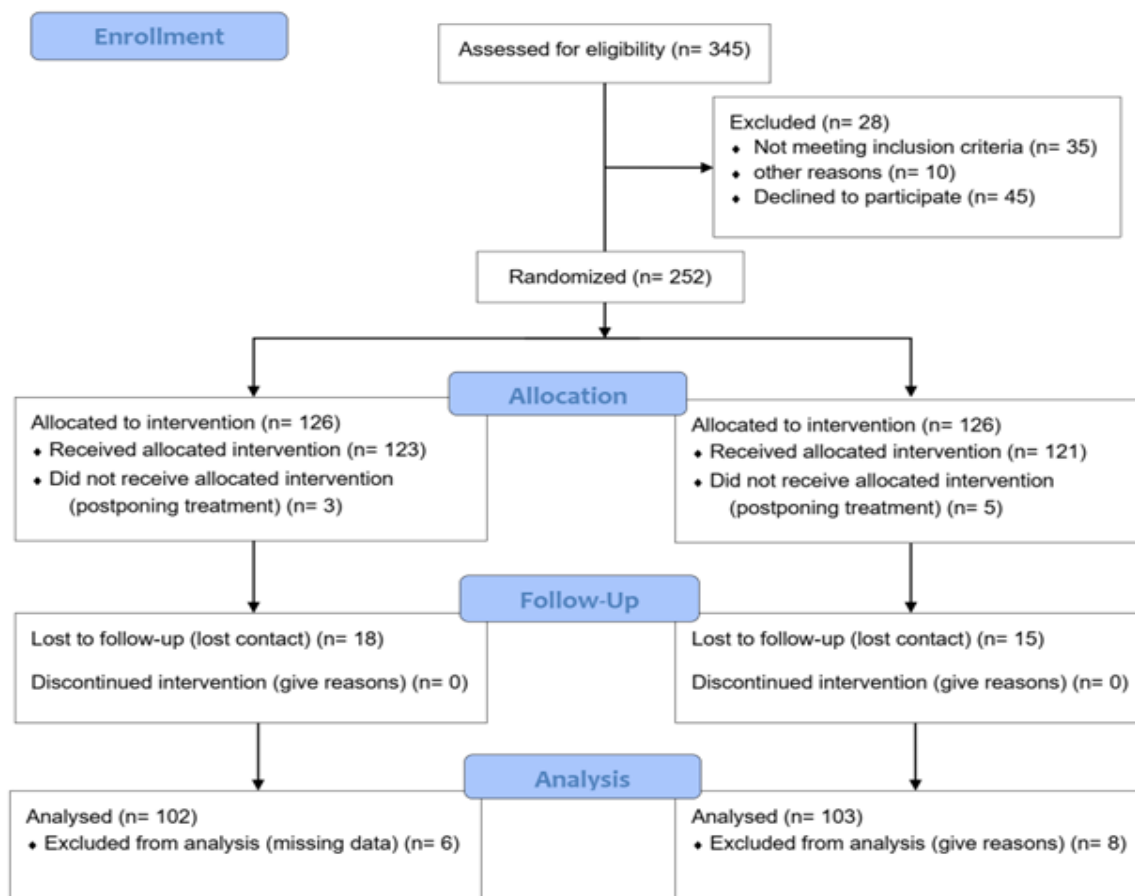 Enrollment
Assessed for eligibility (n= 345)
Excluded (n= 28)
⬧ Not meeting inclusion criteria (n= 35)
⬧ other reasons (n= 10)
⬧ Declined to participate (n= 45)
Randomized (n= 252)
Allocation
Allocated to intervention (n= 126)
⬧ Received allocated intervention (n= 123)
⬧ Did not receive allocated intervention
(postponing treatment) (n= 3)
Allocated to intervention (n= 126)
⬧ Received allocated intervention (n= 121)
⬧ Did not receive allocated intervention
(postponing treatment) (n= 5)
Follow-Up
Lost to follow-up (lost contact) (n= 18)
Discontinued intervention (give reasons) (n= 0)
Lost to follow-up (lost contact) (n= 15)
Discontinued intervention (give reasons) (n= 0)
Analysis
Analysed (n= 102)
⬧ Excluded from analysis (missing data) (n= 6)
Analysed (n= 103)
⬧ Excluded from analysis (give reasons) (n= 8)